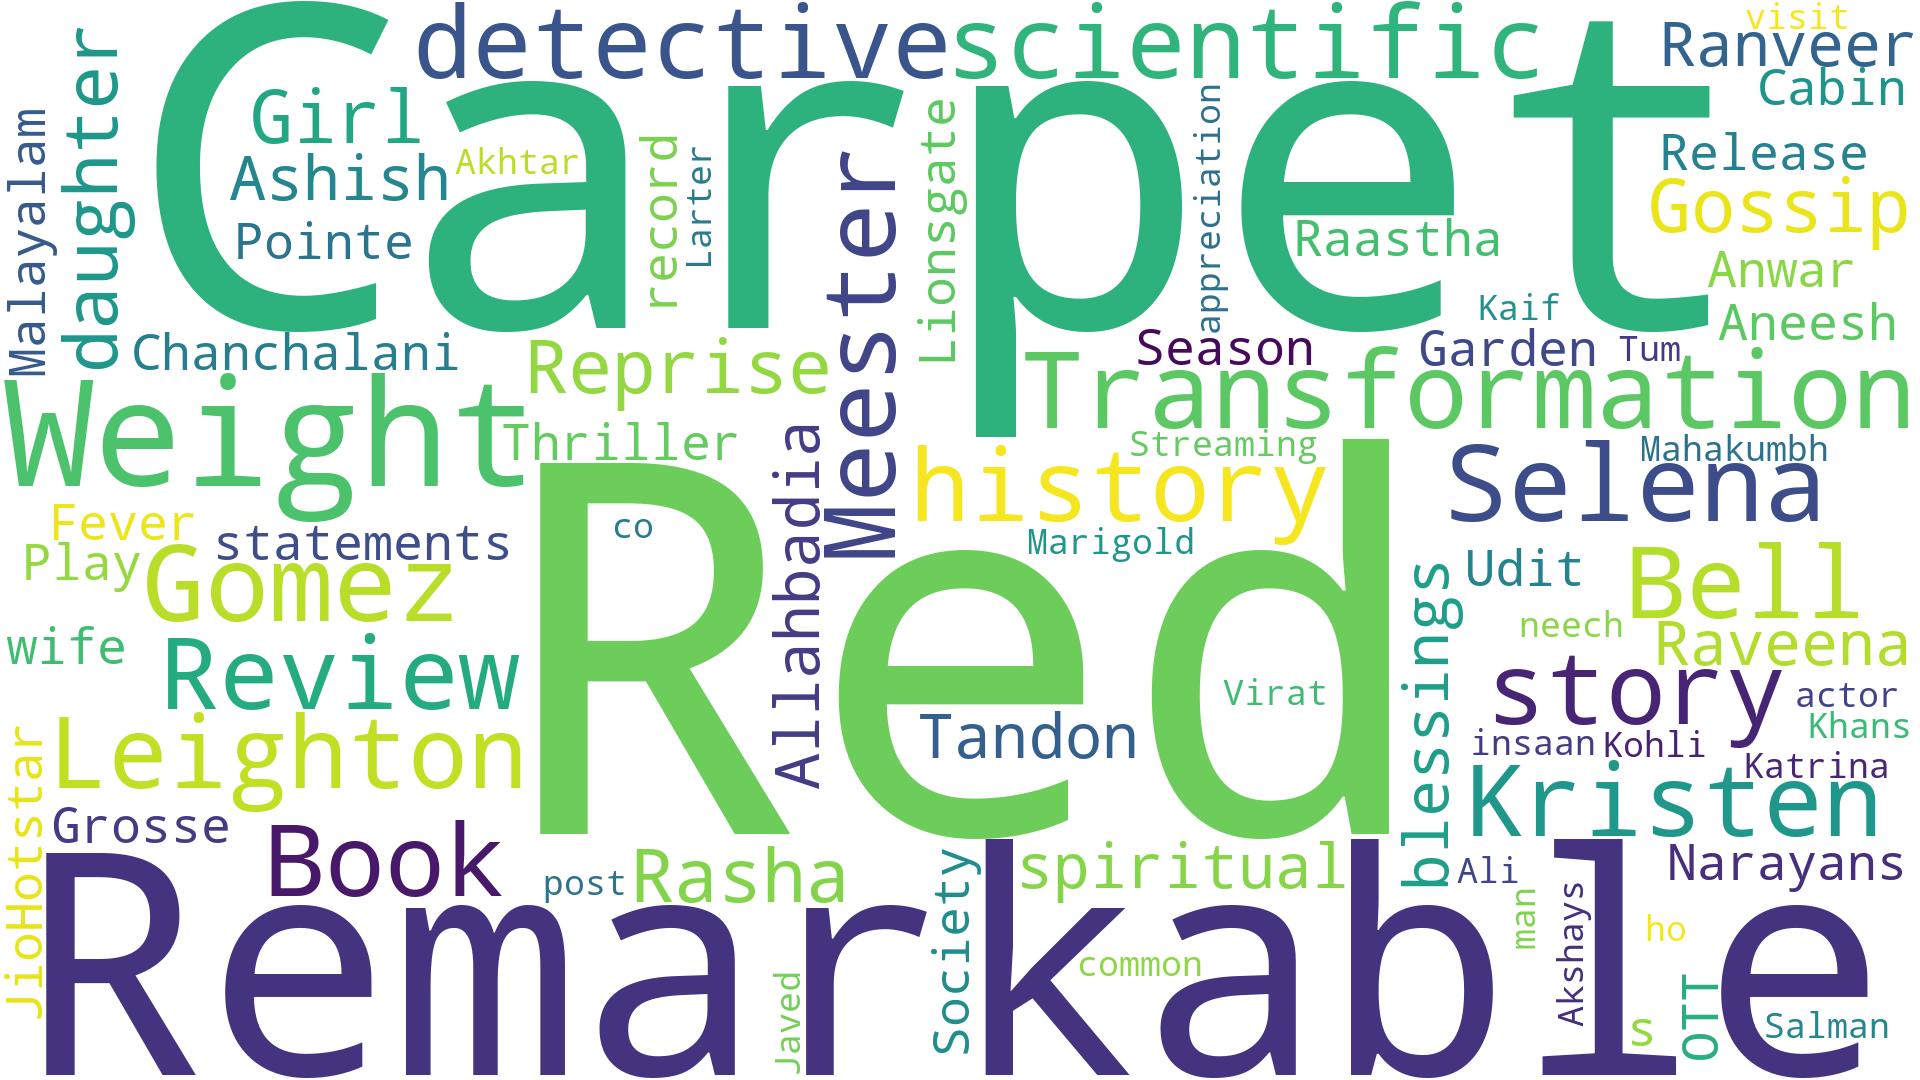 detective
scientific
visit
Ranveer
Cabin
Carpet
Girl
Ashish
Akhtar
Pointe
record
Larter
Malayalam
daughter
Meester
Lionsgate
appreciation
Raastha
Release
Gossip
Anwar
Kaif
Aneesh
Chanchalani
Reprise
Season
Garden
Tum
Transformation
Weight
Thriller
Streaming
history
Selena
Mahakumbh
Fever
statements
co
Allahbadia
Marigold
Play
Gomez
Udit
Bell
wife
Review
Red
neech
Raveena
blessings
Virat
story
actor
Khans
Leighton
Tandon
insaan
Kohli
Katrina
JioHotstar
Grosse
Kristen
Book
post
Rasha
Society
spiritual
Ali
Narayans
Remarkable
man
Akshays
ho
common
Javed
s
OTT
Salman